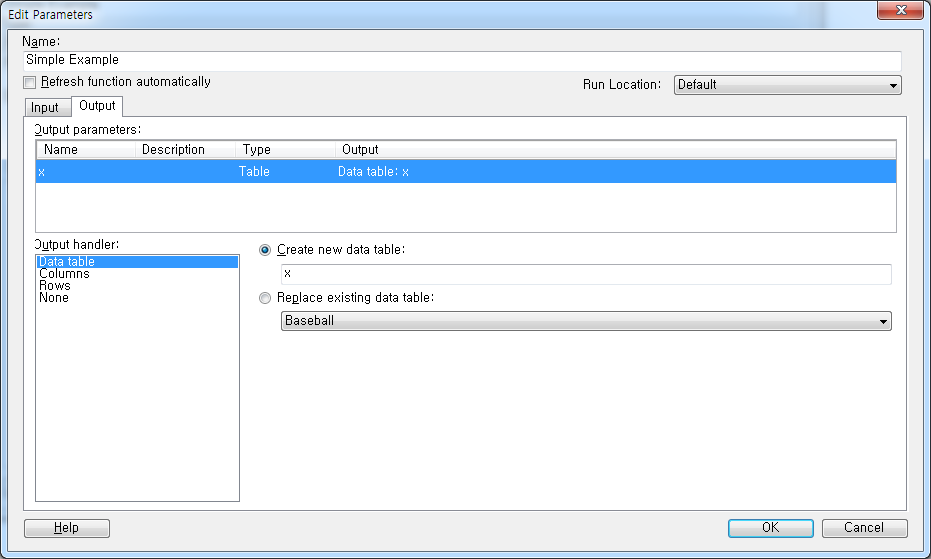 Edit Parameters
Name:
Simple Example
Refresh function automatically
Run Location: Default
Input Output
Output parameters:
Name Description Type Output
x Table Data table: x
Output handler:
Data table
Columns
Rows
None
Create new data table:
x
Replace existing data table:
Baseball
Help OK Cancel